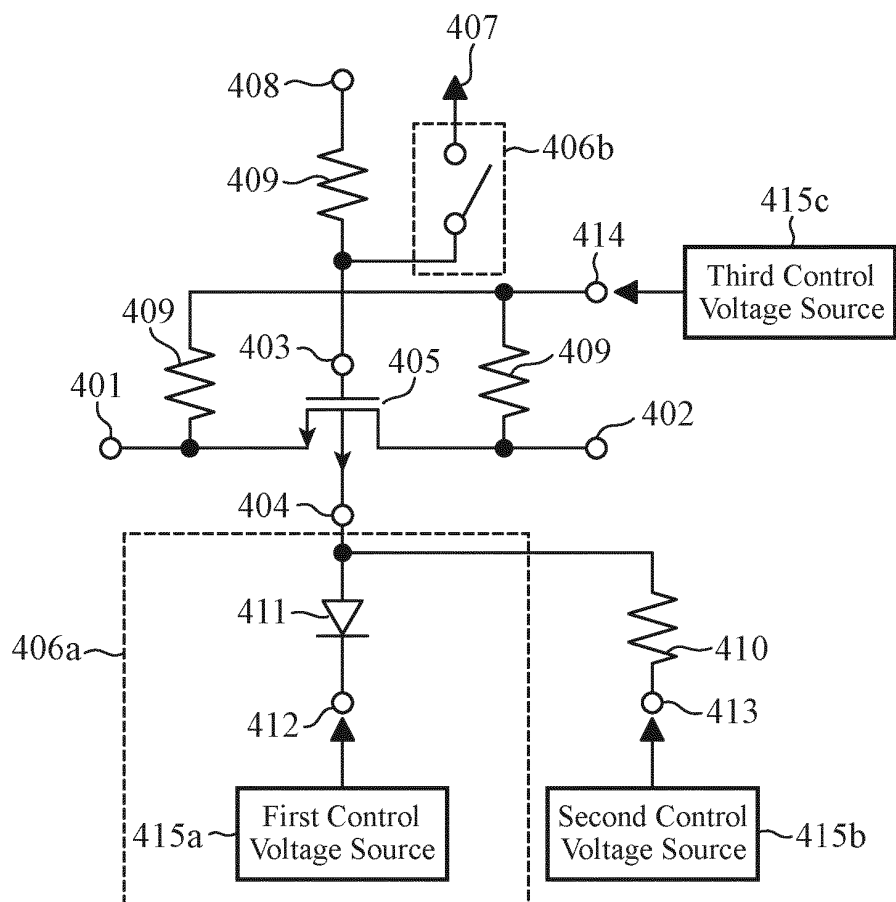 407
408
406b
409
415c
414
Third Control
Voltage Source
409
403
405
409
401
402
404
411
406a
410
412
413
First Control
Voltage Source
415a
Second Control
Voltage Source
415b